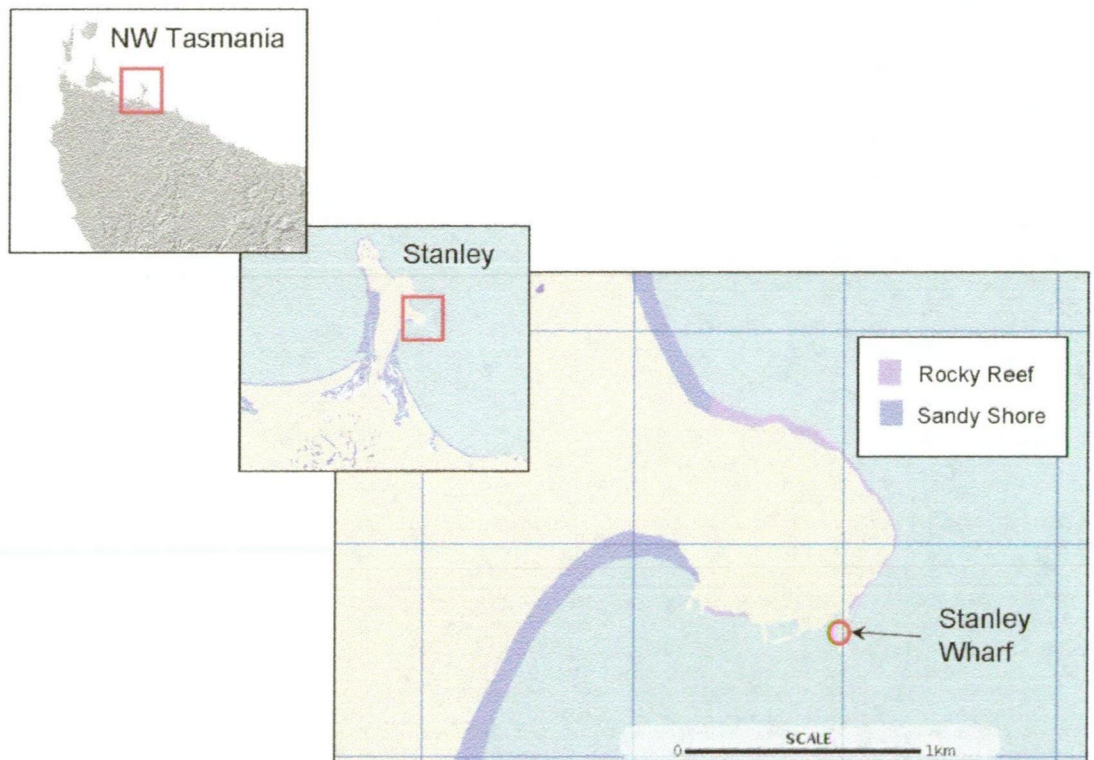 NW Tasmania
Stanley
Rocky Reef
Sandy Shore
Stanley
Wharf
SCALE
0 1km